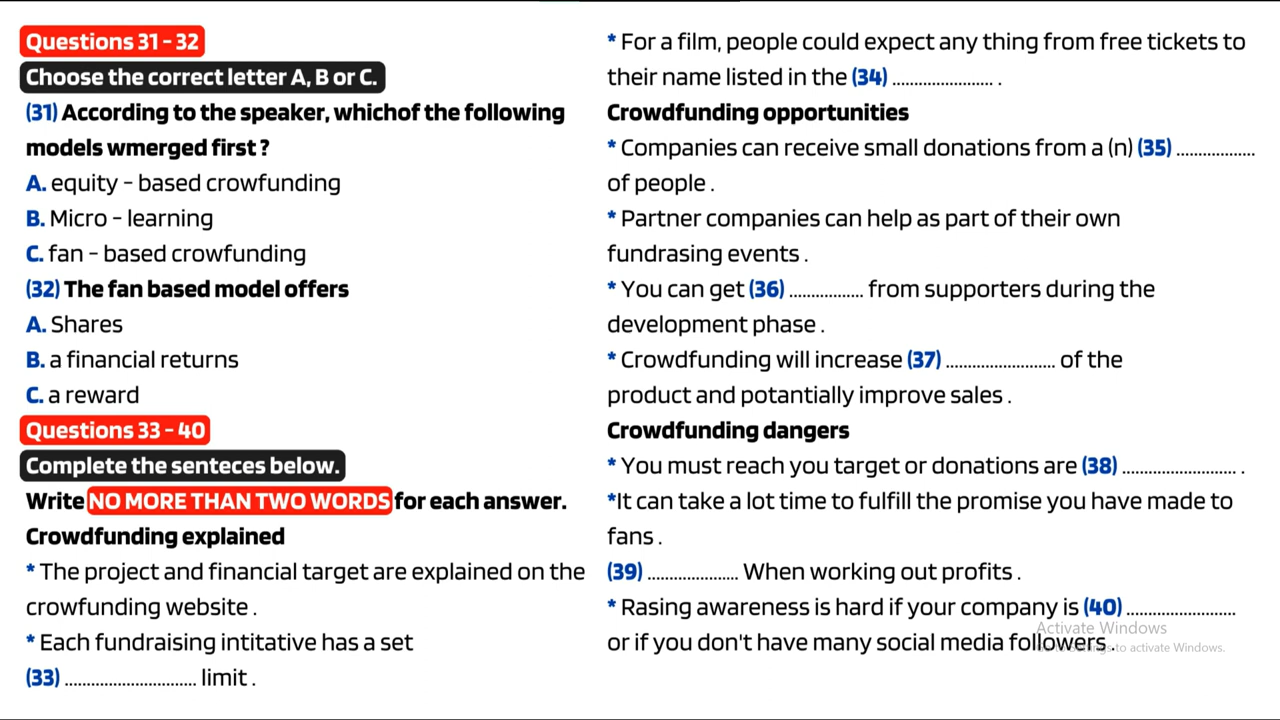 Questions 31 - 32
Choose the correct letter A, B or C.
(31) According to the speaker, whichof the following
models wmerged first ?
A. equity - based crowfunding
B. Micro - learning
C. fan - based crowfunding
(32) The fan based model offers
A. Shares
B. a financial returns
C. a reward
Questions 33 - 40
Complete the senteces below.
Write NO MORE THAN TWO WORDS for each answer.
Crowdfunding explained
* The project and financial target are explained on the
crowfunding website .
* Each fundraising intitative has a set
(33) .............................. limit .
* For a film, people could expect any thing from free tickets to
their name listed in the (34) ....................... .
Crowdfunding opportunities
* Companies can receive small donations from a (n) (35) ..................
of people .
* Partner companies can help as part of their own
fundrasing events .
* You can get (36) ................. from supporters during the
development phase .
* Crowdfunding will increase (37) ......................... of the
product and potantially improve sales .
Crowdfunding dangers
* You must reach you target or donations are (38) .......................... .
*It can take a lot time to fulfill the promise you have made to
fans .
(39) ..................... When working out profits .
* Rasing awareness is hard if your company is (40) .........................
or if you don't have many social media followers .
Activate Windows
Go to Settings to activate Windows.